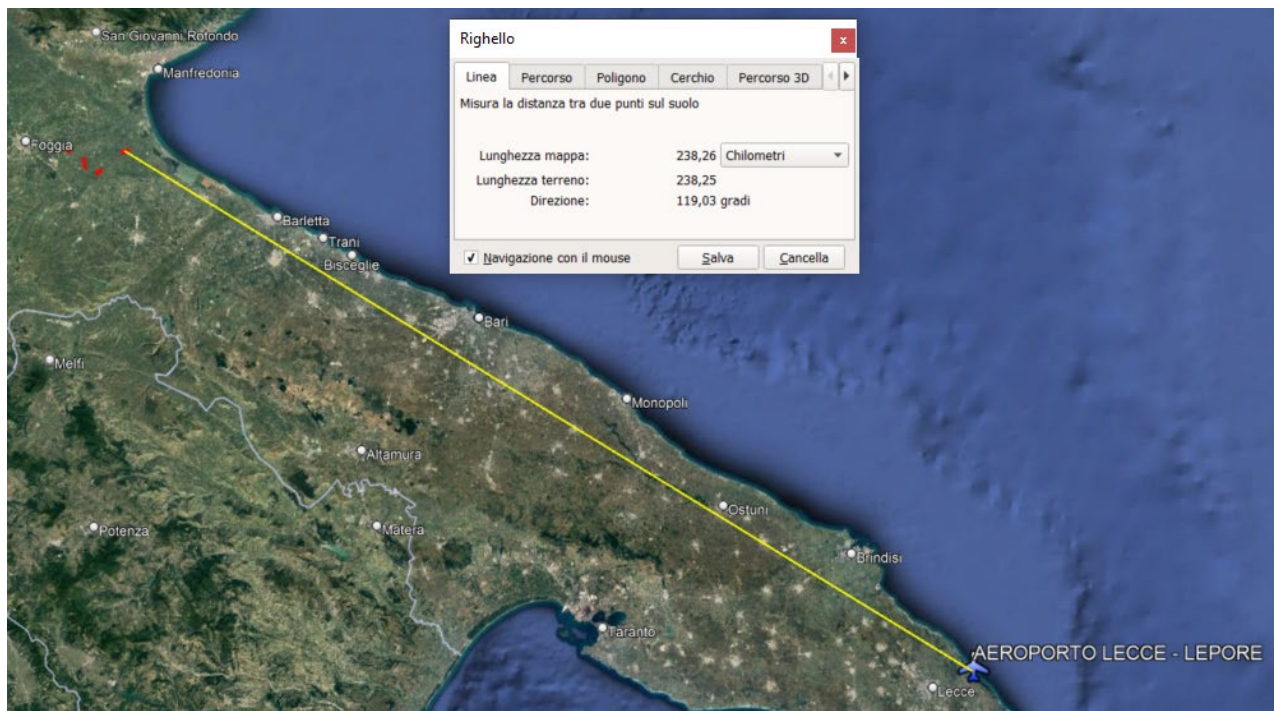 San Giovanni Rotondo
Manfredonia
Foggia
Righello
x
Linea Percorso Poligono Cerchio Percorso 3D
Misura la distanza tra due punti sul suolo
Lunghezza mappa: 238,26 Chilometri
Lunghezza terreno: 238,25
Direzione: 119,03 gradi
Navigazione con il mouse Salva Cancella
Barletta
Trani
Bisceglie
Bari
Melfi
Monopoli
Altamura
Ostuni
Potenza
Matera
Brindisi
Taranto
AEROPORTO LECCE - LEPORE
Lecce